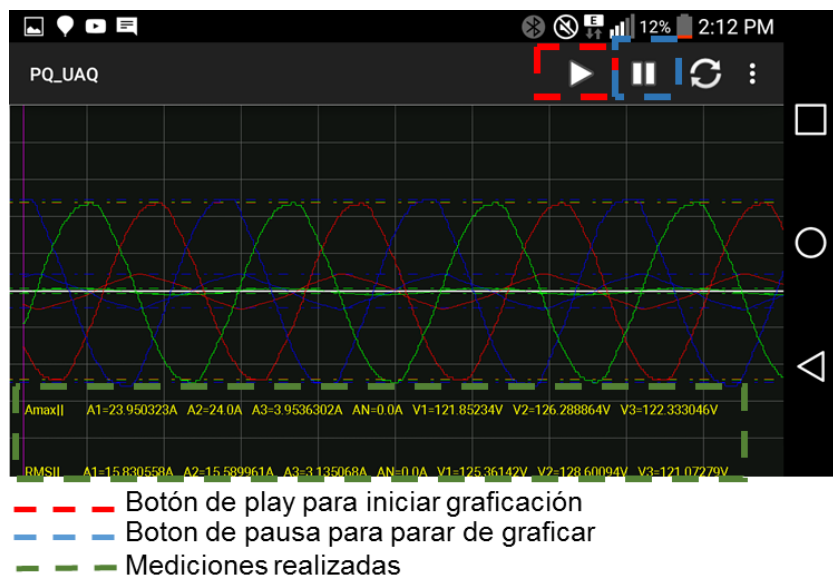 E 12% 2:12 PM
PQ_UAQ
Amax|| A1=23.950323A A2=24.0A A3=3.9536302A AN=0.0A V1=121.85234V V2=126.288864V V3=122.333046V
RMS|| A1=15.830558A A2=15.589961A A3=3.135068A AN=0.0A V1=125.36142V V2=128.60094V V3=121.07279V
Botón de play para iniciar graficación
Boton de pausa para parar de graficar
Mediciones realizadas